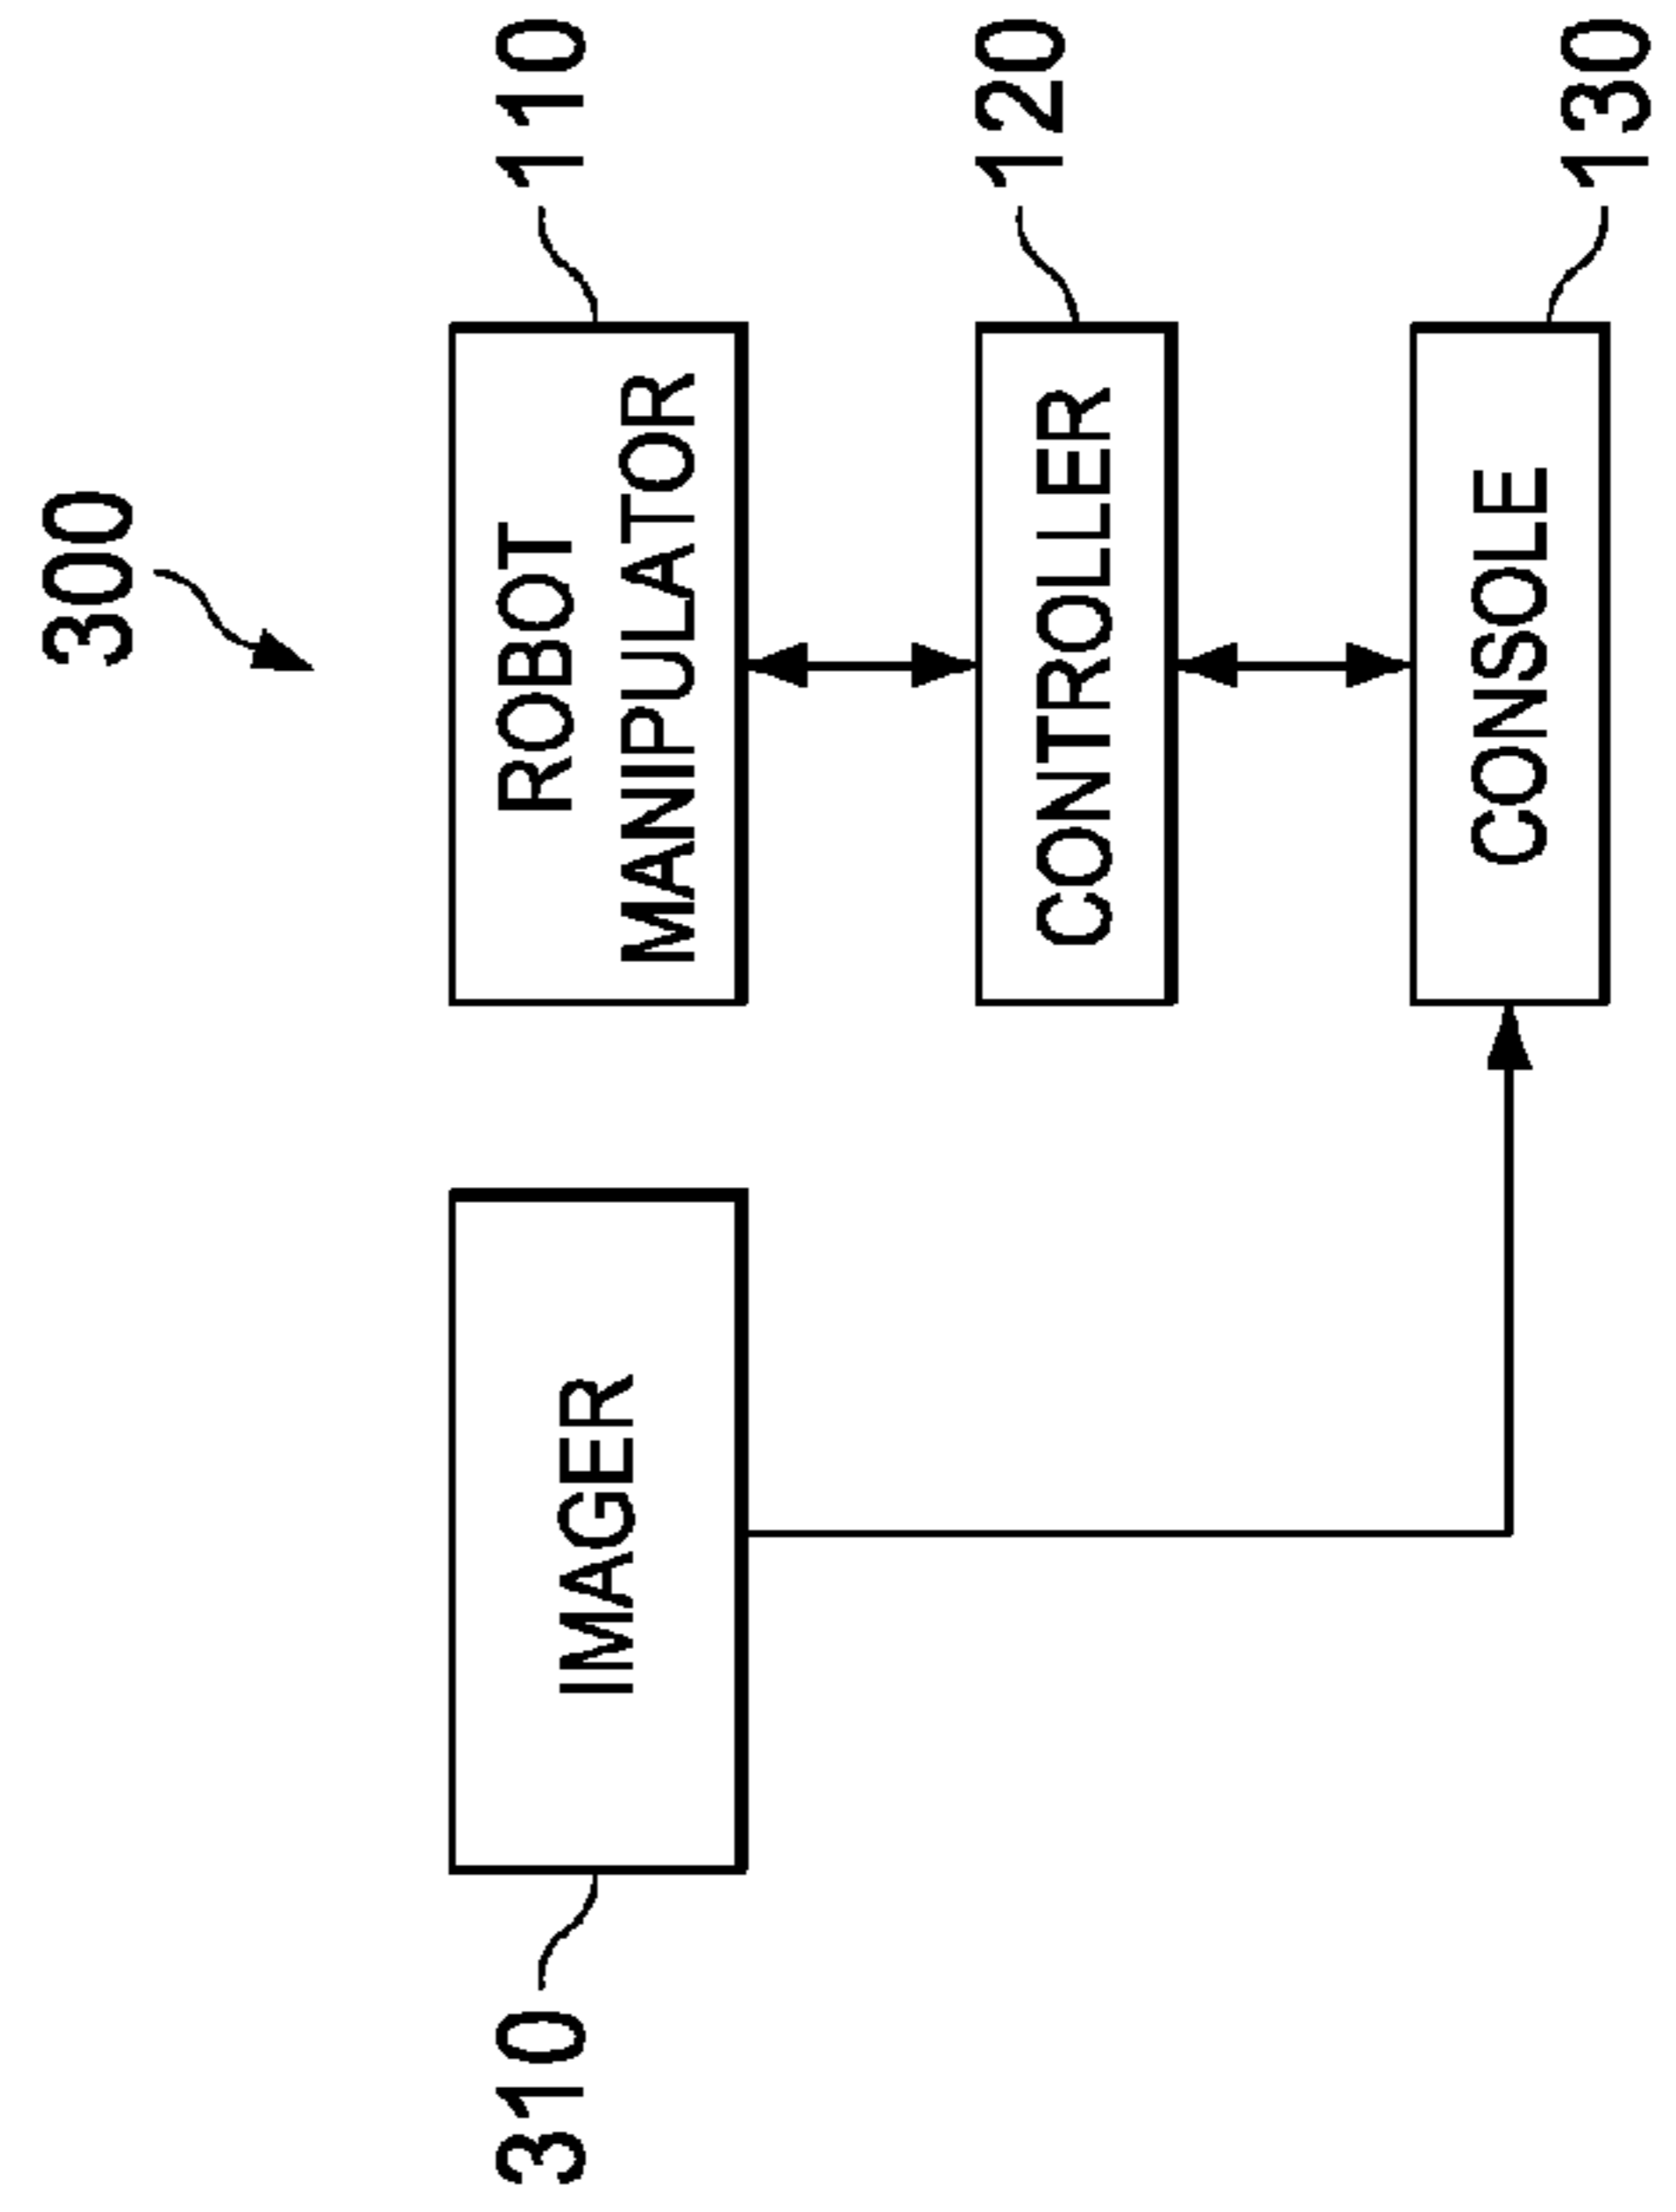 300
310
IMAGER
ROBOT
MANIPULATOR
110
CONTROLLER
120
CONSOLE
130